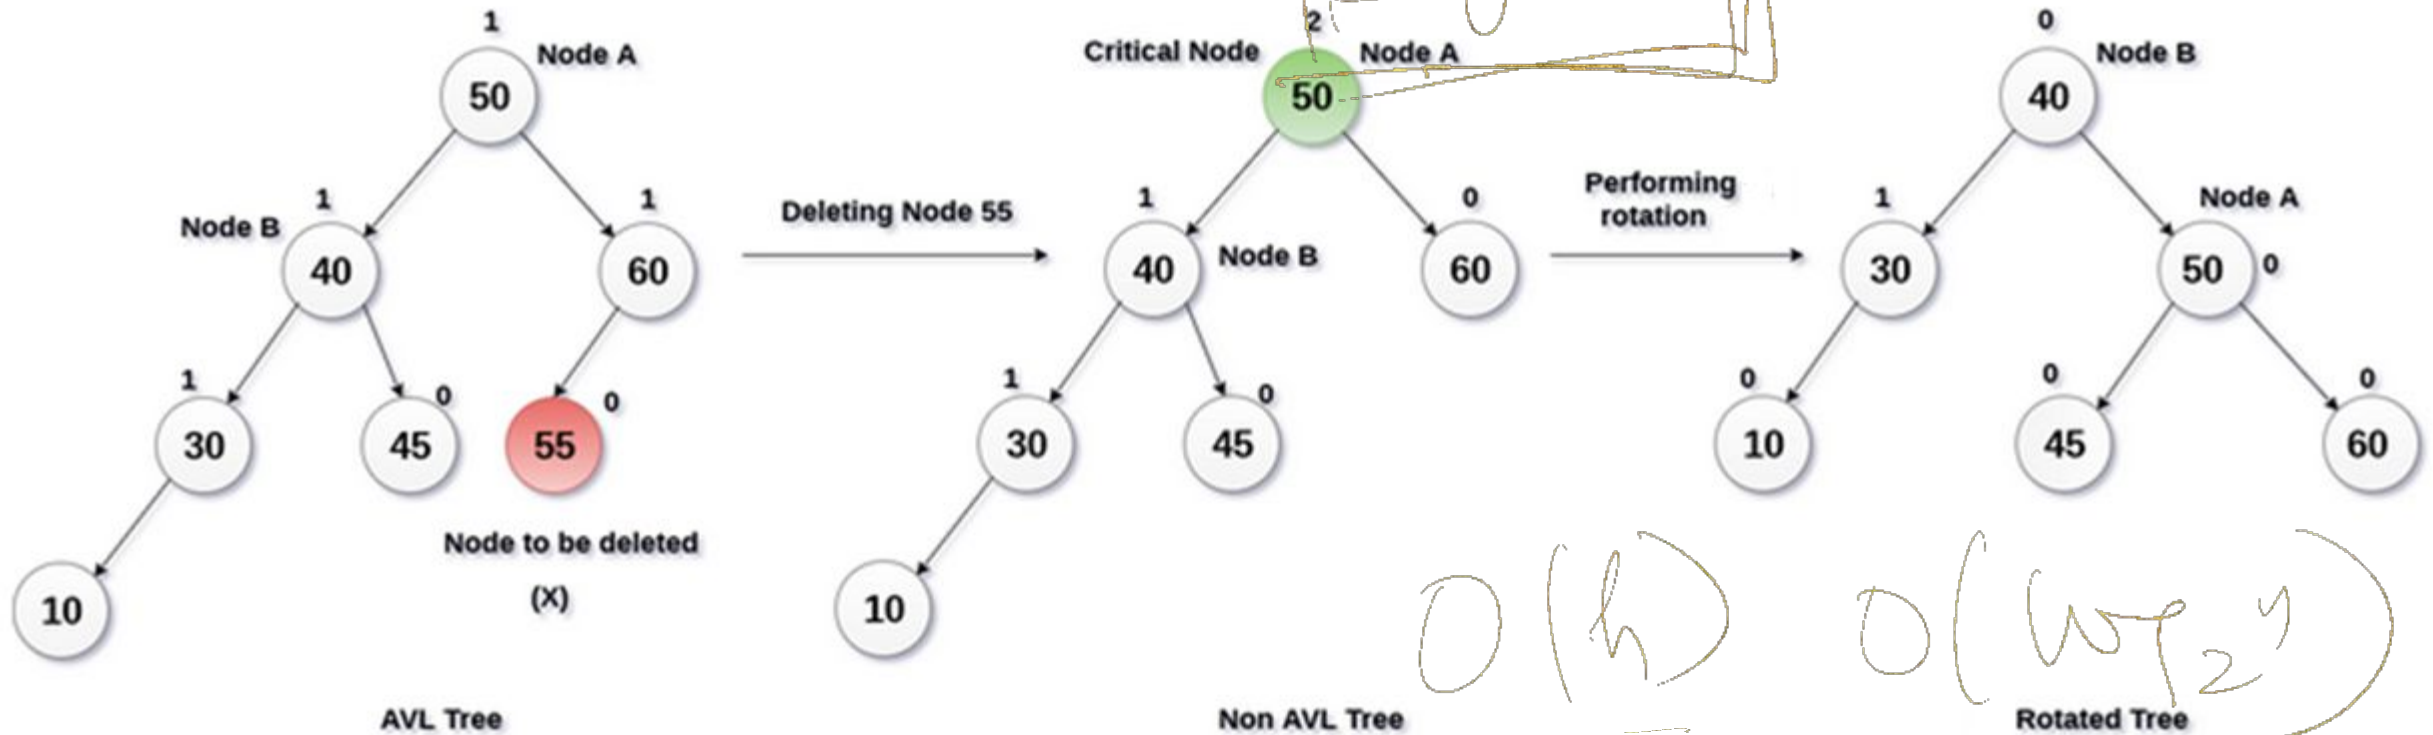 1
Node A
50
1
Node B
40
1
60
1
30
0
45
55
0
10
Node to be deleted
(X)
AVL Tree
Deleting Node 55
2
Critical Node
Node A
50
1
40
Node B
0
60
1
30
0
45
10
Non AVL Tree
Performing
rotation
0
Node B
40
1
30
Node A
50
0
0
10
0
45
0
60
O(h)
O(log₂n)
Rotated Tree